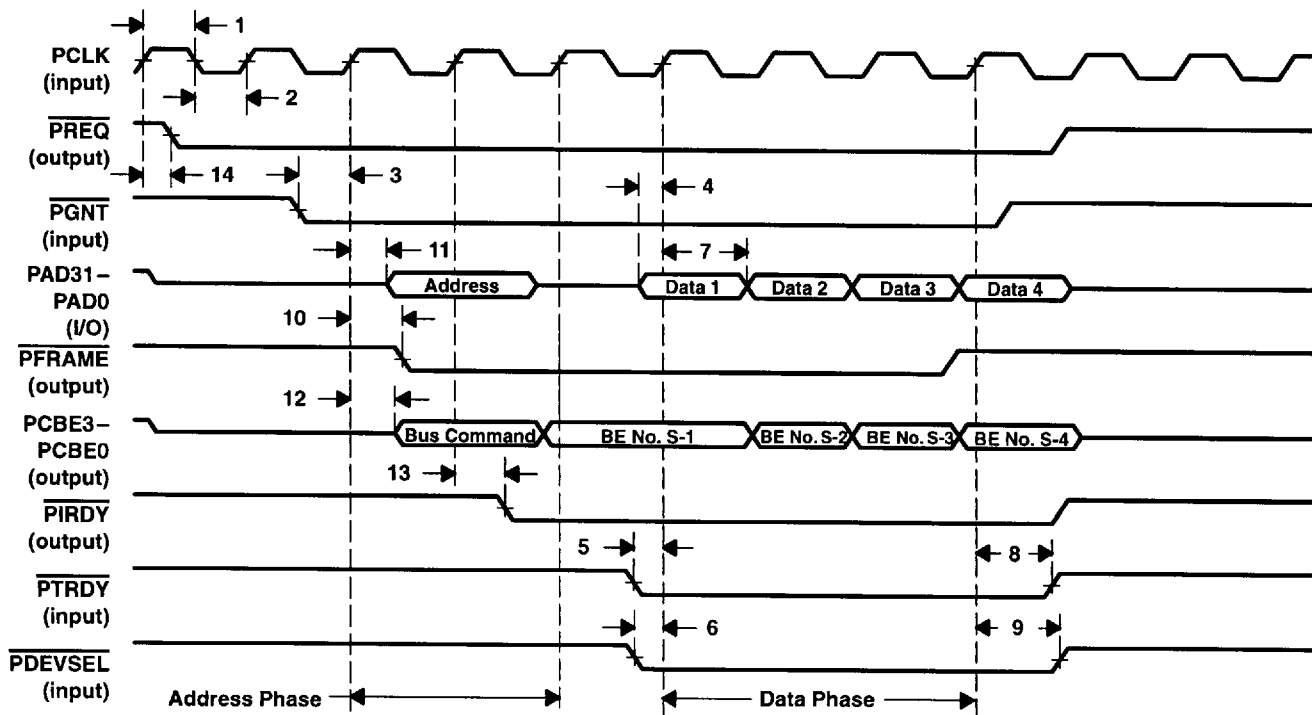 1
PCLK
(input)
2
PREQ
(output)
14
3
4
PGNT
(input)
11
7
PAD31–
PAD0
(I/O)
Address
Data 1
Data 2
Data 3
Data 4
10
PFRAME
(output)
12
PCBE3–
PCBE0
(output)
Bus Command
BE No. S-1
BE No. S-2
BE No. S-3
BE No. S-4
13
PIRDY
(output)
5
8
PTRDY
(input)
6
9
PDEVSEL
(input)
Address Phase
Data Phase